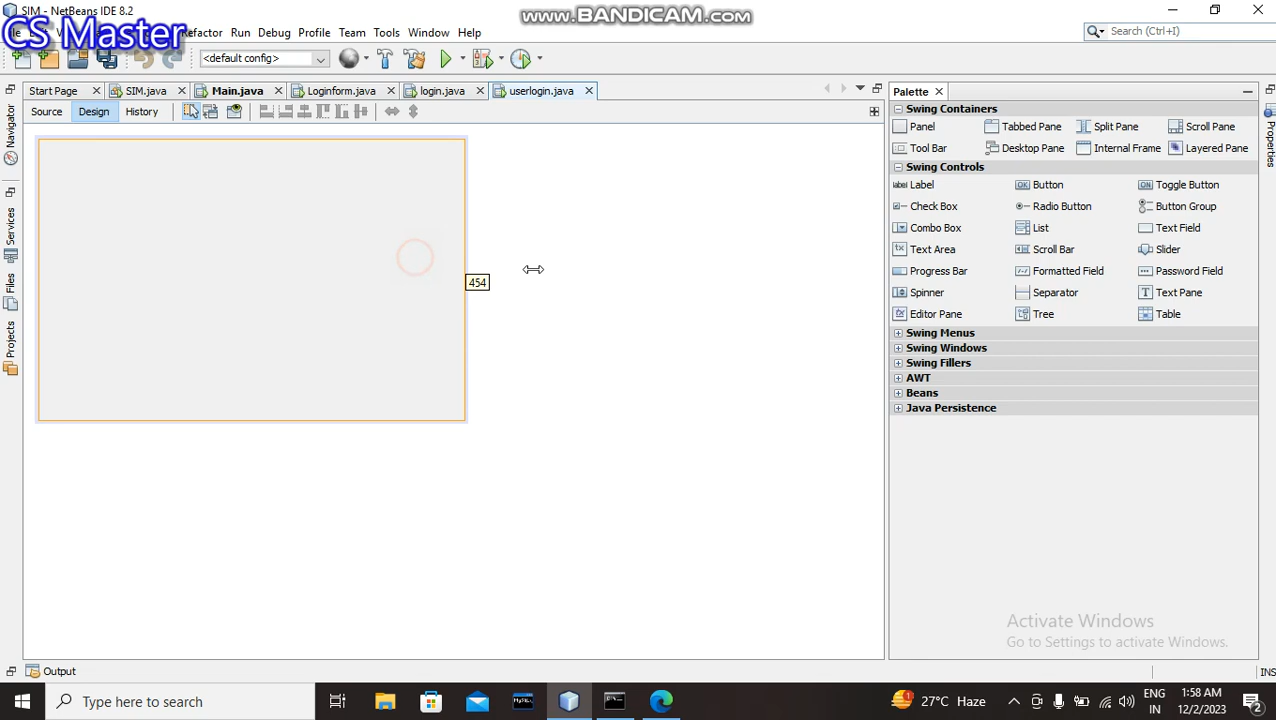 SIM - NetBeans IDE 8.2
www.BANDICAM.com
CS Master
Refactor Run Debug Profile Team Tools Window Help
Search (Ctrl+I)
<default config>
Start Page SIM.java Main.java Loginform.java login.java userlogin.java
Source Design History
Palette
Swing Containers
Panel Tabbed Pane Split Pane Scroll Pane
Tool Bar Desktop Pane Internal Frame Layered Pane
Swing Controls
Label Button Toggle Button
Check Box Radio Button Button Group
Combo Box List Text Field
Text Area Scroll Bar Slider
Progress Bar Formatted Field Password Field
Spinner Separator Text Pane
Editor Pane Tree Table
Swing Menus
Swing Windows
Swing Fillers
AWT
Beans
Java Persistence
Navigator
Services
Files
Projects
Properties
454
Activate Windows
Go to Settings to activate Windows.
Output
INS
Type here to search
27°C Haze
ENG
IN
1:58 AM
12/2/2023